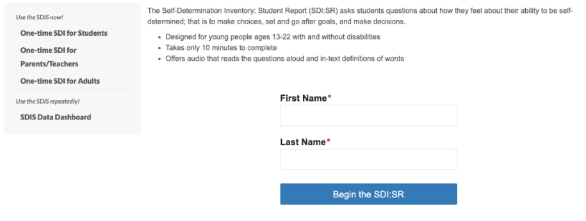 Use the SDIS now!
One-time SDI for Students
One-time SDI for
Parents/Teachers
One-time SDI for Adults
Use the SDIS repeatedly!
SDIS Data Dashboard
The Self-Determination Inventory: Student Report (SDI:SR) asks students questions about how they feel about their ability to be self-
determined; that is to make choices, set and go after goals, and make decisions.
• Designed for young people ages 13-22 with and without disabilities
• Takes only 10 minutes to complete
• Offers audio that reads the questions aloud and in-text definitions of words
First Name*
Last Name*
Begin the SDI:SR